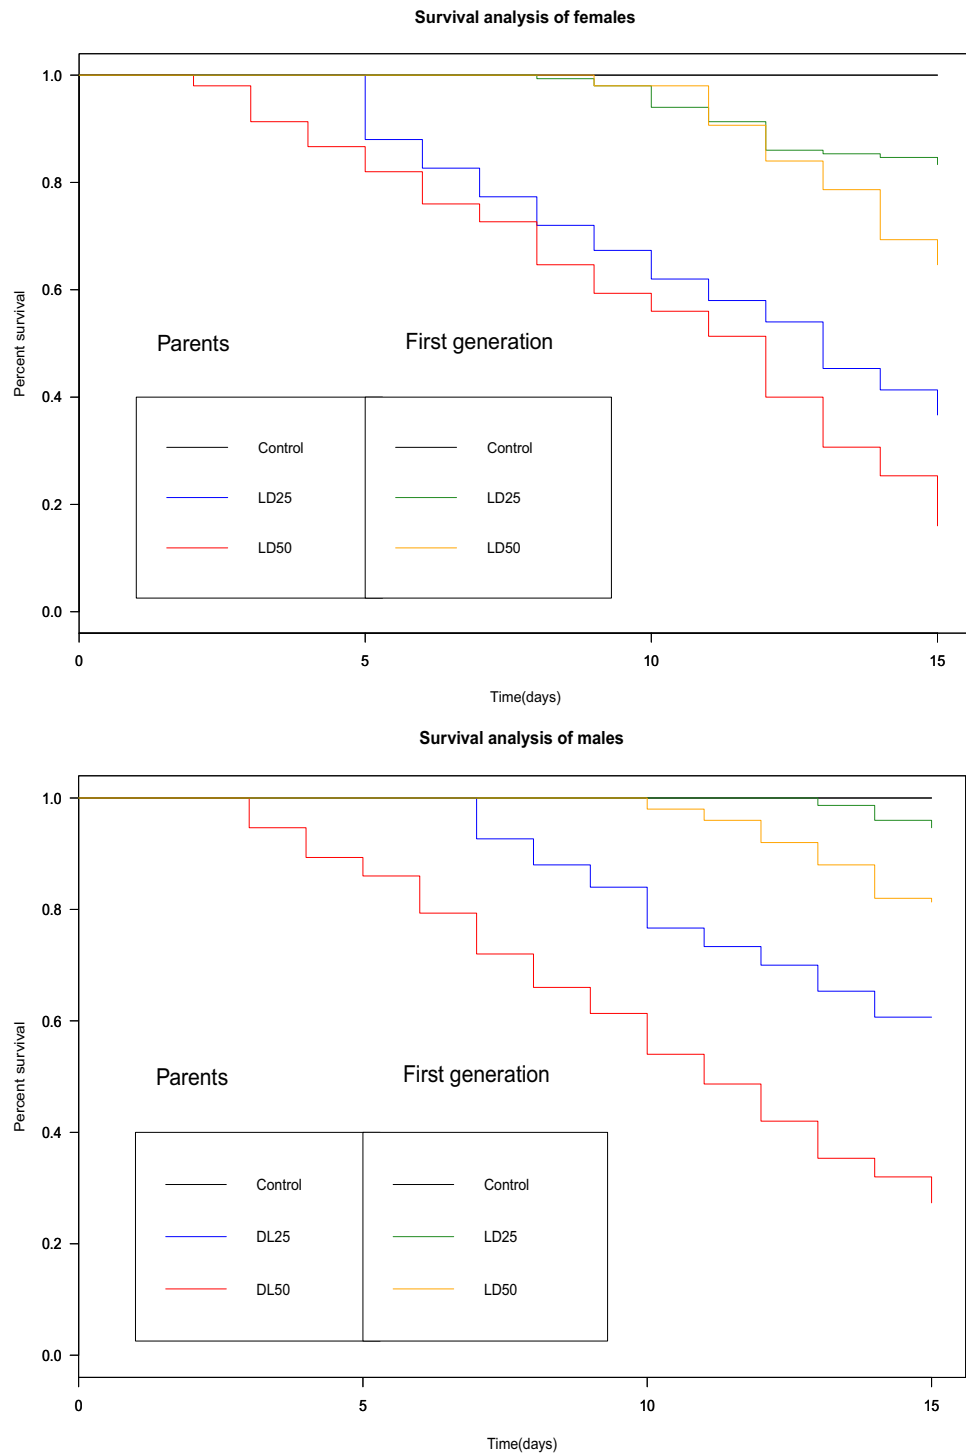 Survival analysis of females
Percent survival
1.0
0.8
0.6
0.4
0.2
0.0
Parents First generation
Control Control
LD25 LD25
LD50 LD50
0 5 10 15
Time(days)
Survival analysis of males
Percent survival
1.0
0.8
0.6
0.4
0.2
0.0
Parents First generation
Control Control
DL25 LD25
DL50 LD50
0 5 10 15
Time(days)